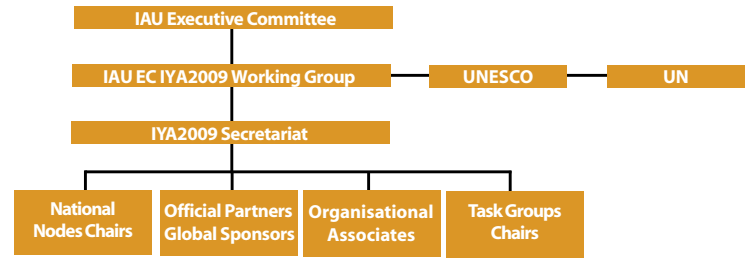 IAU Executive Committee
IAU EC IYA2009 Working Group
UNESCO
UN
IYA2009 Secretariat
National
Nodes Chairs
Official Partners
Global Sponsors
Organisational
Associates
Task Groups
Chairs